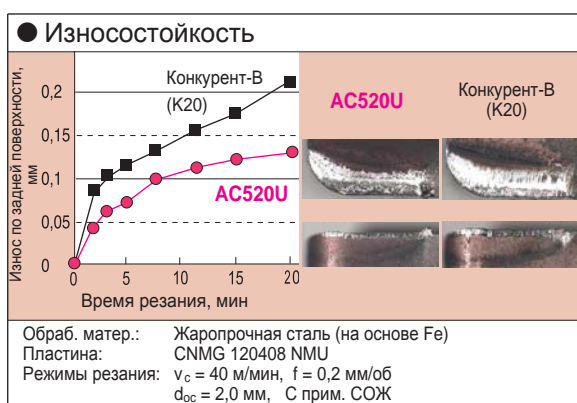 ● Износостойкость
Износ по задней поверхности,
мм
0,2
0,15
0,1
0,05
0
0
5
10
15
20
Время резания, мин
Конкурент-B
(K20)
AC520U
AC520U
Конкурент-B
(K20)
Обраб. матер.: Жаропрочная сталь (на основе Fe)
Пластина: CNMG 120408 NMU
Режимы резания: vc = 40 м/мин, f = 0,2 мм/об
dос = 2,0 мм, С прим. СОЖ